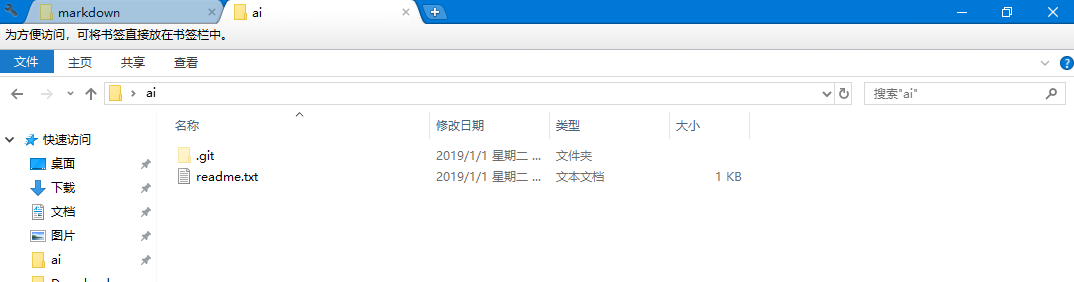 markdown ai
为方便访问，可将书签直接放在书签栏中。
文件 主页 共享 查看
ai 搜索"ai"
名称 修改日期 类型 大小
快速访问
.git 2019/1/1 星期二 ... 文件夹
桌面
readme.txt 2019/1/1 星期二 ... 文本文档 1 KB
下载
文档
图片
ai